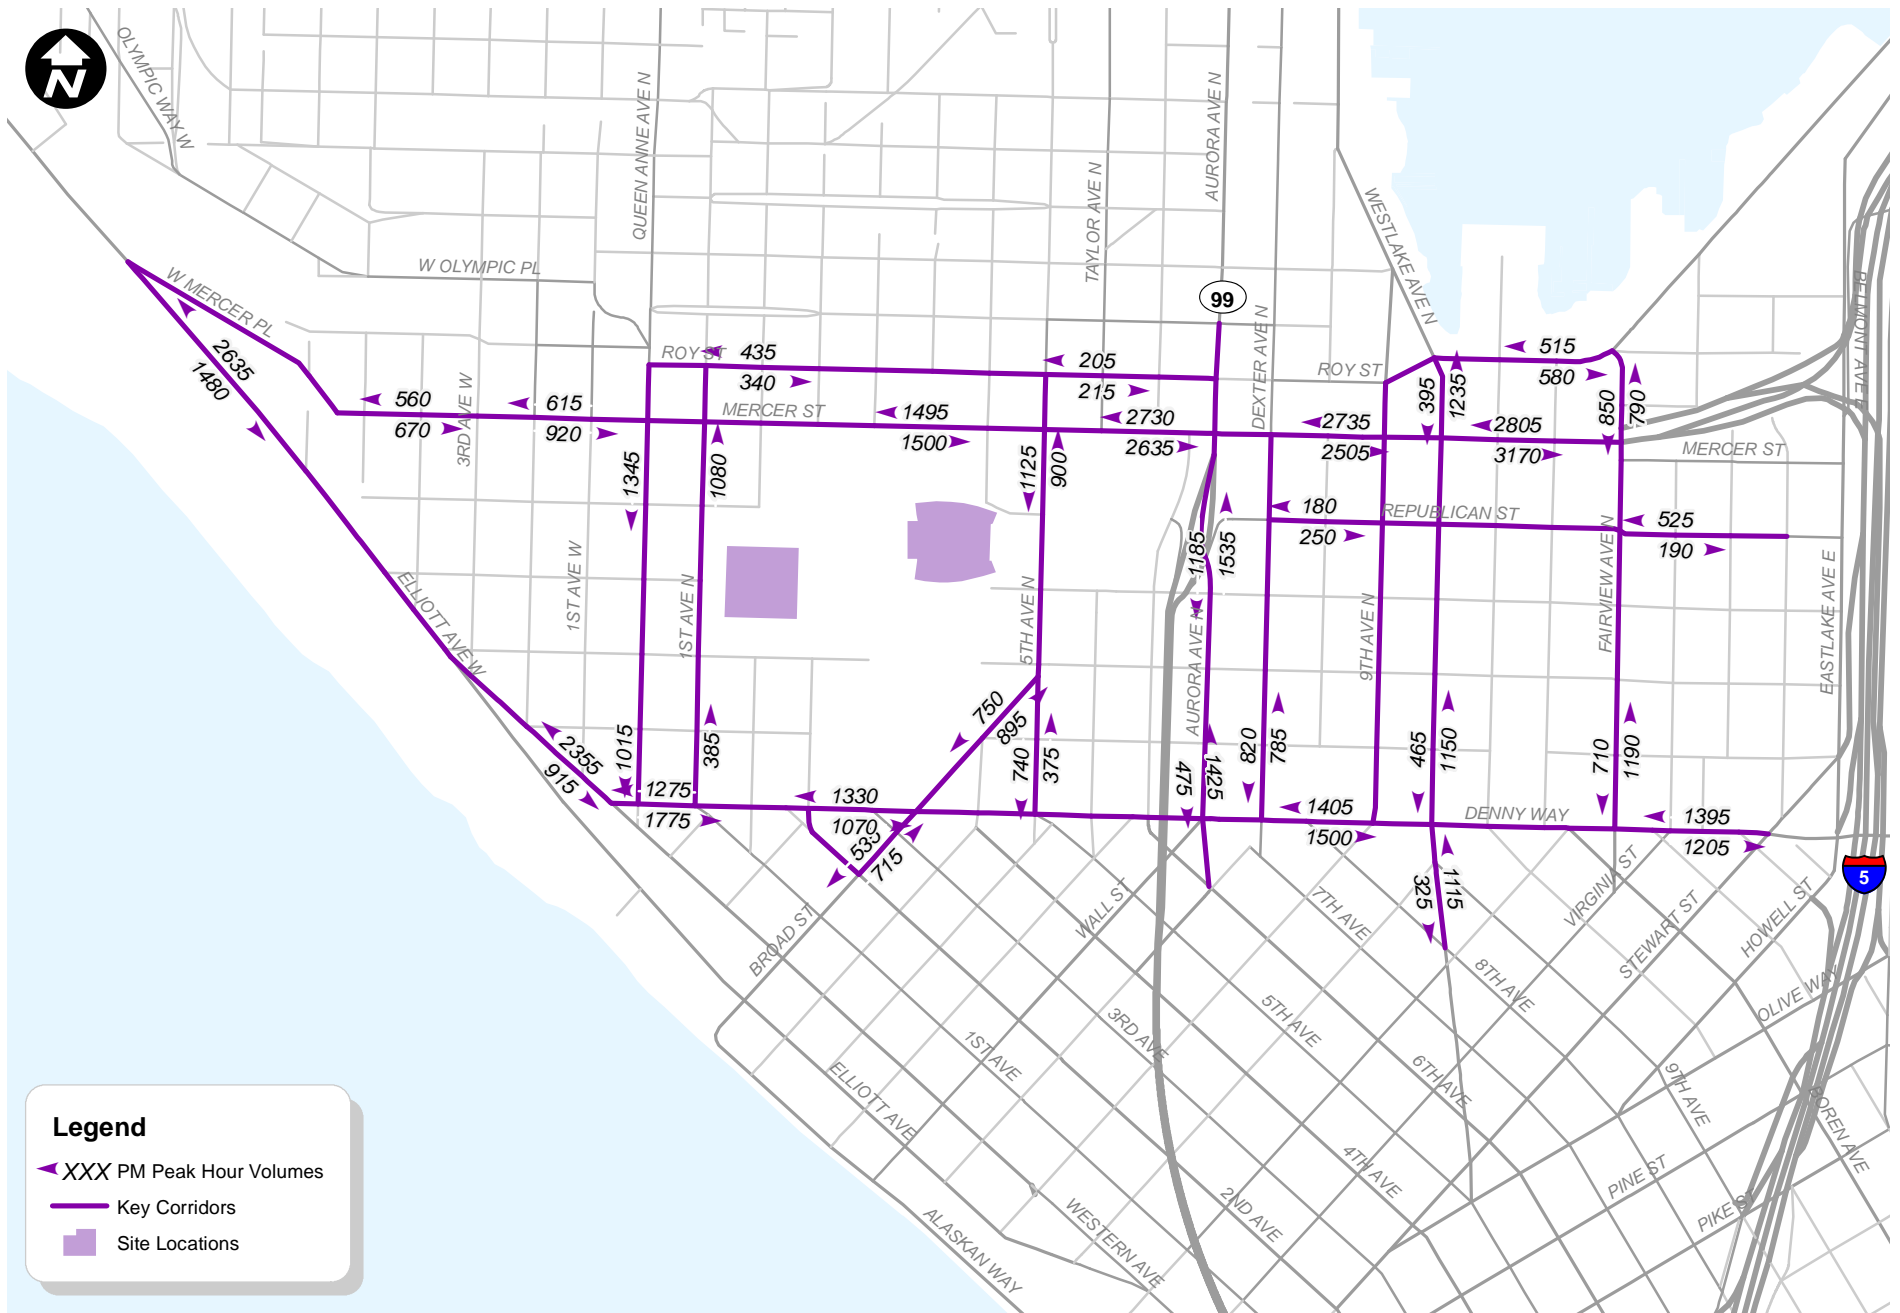 N
OLYMPIC WAY W
QUEEN ANNE AVE N
TAYLOR AVE N
AURORA AVE N
WESTLAKE AVE N
W OLYMPIC PL
W MERCER PL
99
DEXTER AVE N
BELMONT AVE E
ROY ST
435
340
205
215
ROY ST
515
580
395
1235
850
790
2635
1480
560
670
3RD AVE W
615
920
MERCER ST
1495
1500
2730
2635
2735
2505
2805
3170
MERCER ST
1345
1080
1125
900
180
250
REPUBLICAN ST
525
190
1185
1535
ELLIOTT AVE W
1ST AVE W
1ST AVE N
5TH AVE N
AURORA AVE N
9TH AVE N
FAIRVIEW AVE N
EASTLAKE AVE E
2355
915
1015
385
750
895
740
375
475
1425
820
785
465
1150
710
1190
1275
1775
1330
1070
533
715
1405
1500
DENNY WAY
1395
1205
325
1115
5
BROAD ST
WALL ST
7TH AVE
8TH AVE
VIRGINIA ST
STEWART ST
HOWELL ST
OLIVE WAY
1ST AVE
3RD AVE
5TH AVE
6TH AVE
9TH AVE
BOREN AVE
ELLIOTT AVE
4TH AVE
2ND AVE
PINE ST
PIKE ST
WESTERN AVE
ALASKAN WAY
Legend
XXX PM Peak Hour Volumes
Key Corridors
Site Locations